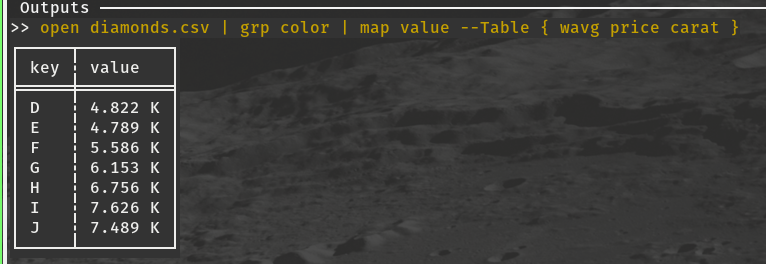 Outputs
>> open diamonds.csv | grp color | map value --Table { wavg price carat }
key value
D 4.822 K
E 4.789 K
F 5.586 K
G 6.153 K
H 6.756 K
I 7.626 K
J 7.489 K